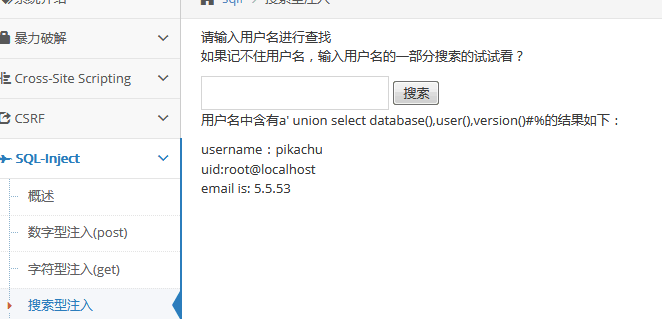 暴力破解
Cross-Site Scripting
CSRF
SQL-Inject
概述
数字型注入(post)
字符型注入(get)
搜索型注入
请输入用户名进行查找
如果记不住用户名，输入用户名的一部分搜索的试试看？
搜索
用户名中含有a' union select database(),user(),version()#%的结果如下：
username：pikachu
uid:root@localhost
email is: 5.5.53